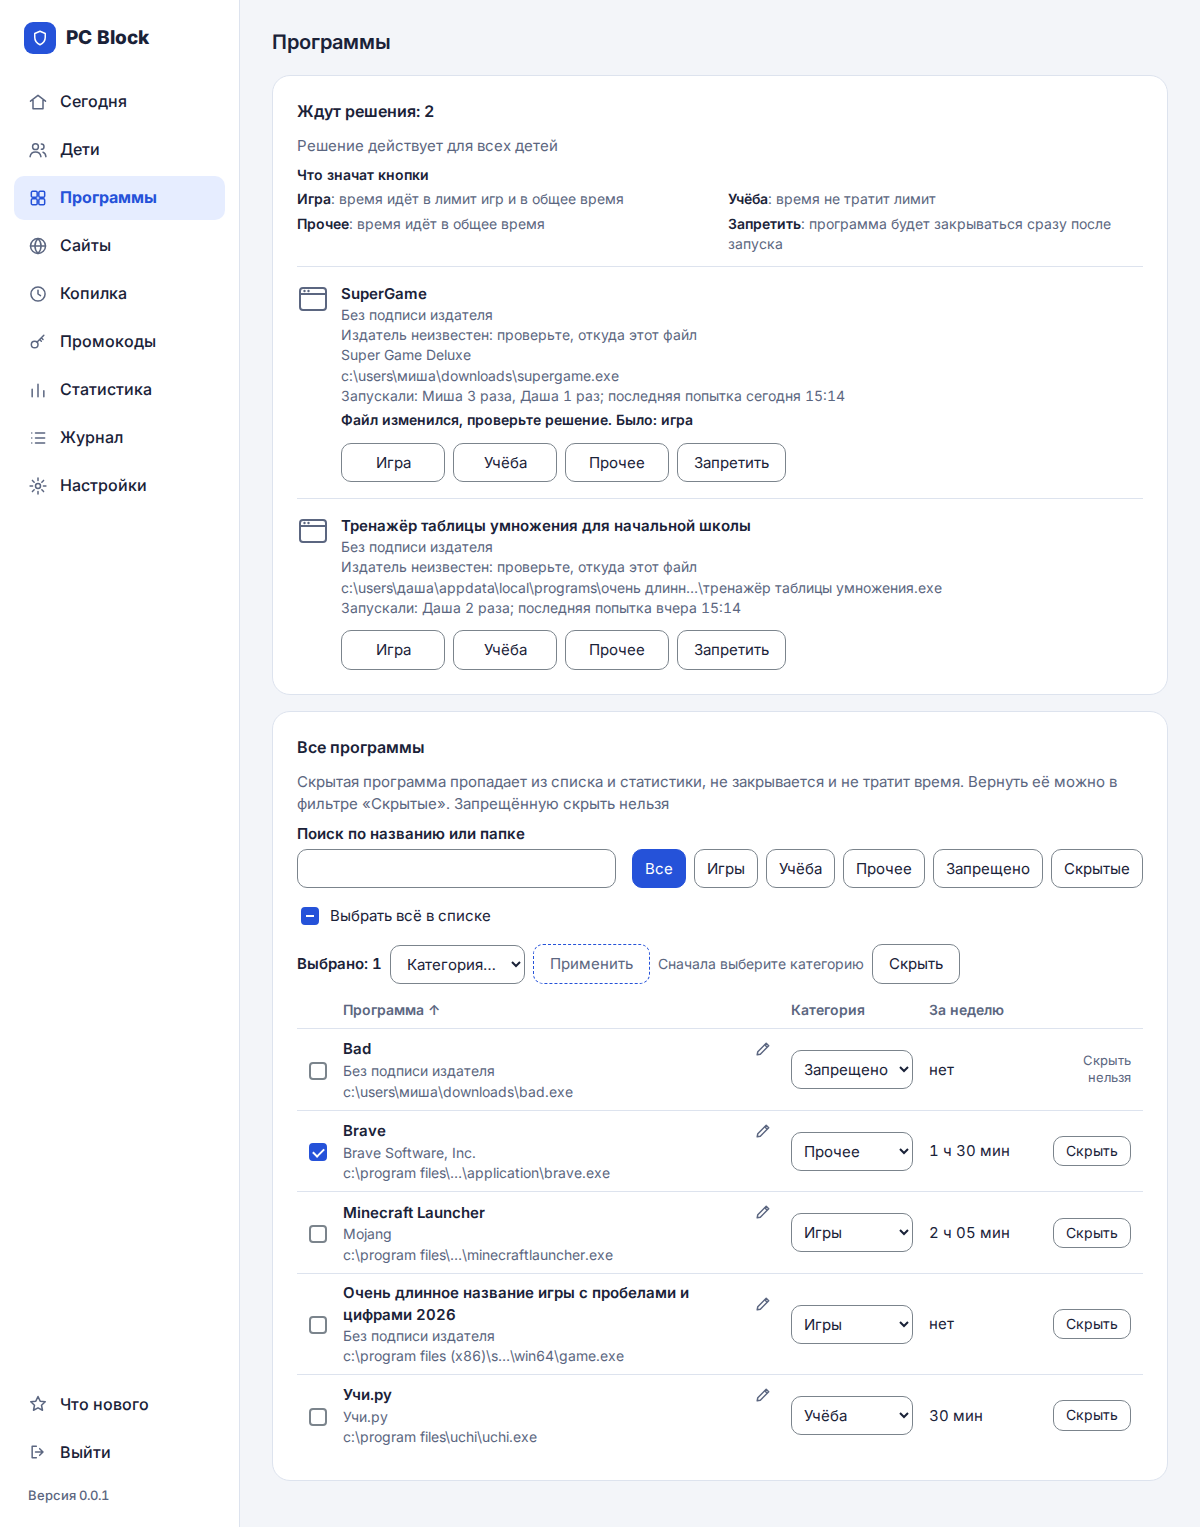 PC Block
Сегодня
Дети
Программы
Сайты
Копилка
Промокоды
Статистика
Журнал
Настройки
Что нового
Выйти
Версия 0.0.1
Программы
Ждут решения: 2
Решение действует для всех детей
Что значат кнопки
Игра: время идёт в лимит игр и в общее время
Учёба: время не тратит лимит
Прочее: время идёт в общее время
Запретить: программа будет закрываться сразу после
запуска
SuperGame
Без подписи издателя
Издатель неизвестен: проверьте, откуда этот файл
Super Game Deluxe
c:\users\миша\downloads\supergame.exe
Запускали: Миша 3 раза, Даша 1 раз; последняя попытка сегодня 15:14
Файл изменился, проверьте решение. Было: игра
Игра Учёба Прочее Запретить
Тренажёр таблицы умножения для начальной школы
Без подписи издателя
Издатель неизвестен: проверьте, откуда этот файл
c:\users\даша\appdata\local\programs\очень длинн...\тренажёр таблицы умножения.exe
Запускали: Даша 2 раза; последняя попытка вчера 15:14
Игра Учёба Прочее Запретить
Все программы
Скрытая программа пропадает из списка и статистики, не закрывается и не тратит время. Вернуть её можно в
фильтре «Скрытые». Запрещённую скрыть нельзя
Поиск по названию или папке
Все Игры Учёба Прочее Запрещено Скрытые
Выбрать всё в списке
Выбрано: 1 Категория... Применить Сначала выберите категорию Скрыть
Программа ↑ Категория За неделю
Bad
Без подписи издателя
c:\users\миша\downloads\bad.exe
Запрещено нет
Скрыть
нельзя
Brave
Brave Software, Inc.
c:\program files\...\application\brave.exe
Прочее 1 ч 30 мин Скрыть
Minecraft Launcher
Mojang
c:\program files\...\minecraftlauncher.exe
Игры 2 ч 05 мин Скрыть
Очень длинное название игры с пробелами и
цифрами 2026
Без подписи издателя
c:\program files (x86)\s...\win64\game.exe
Игры нет Скрыть
Учи.ру
Учи.ру
c:\program files\uchi\uchi.exe
Учёба 30 мин Скрыть